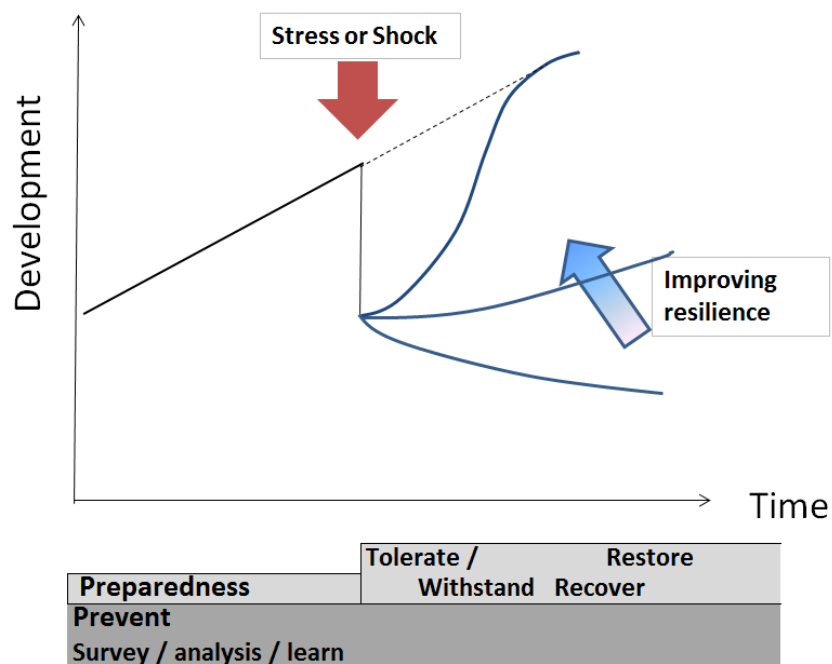 Stress or Shock
Development
Improving
resilience
Time
Tolerate / Restore
Withstand Recover
Preparedness
Prevent
Survey / analysis / learn